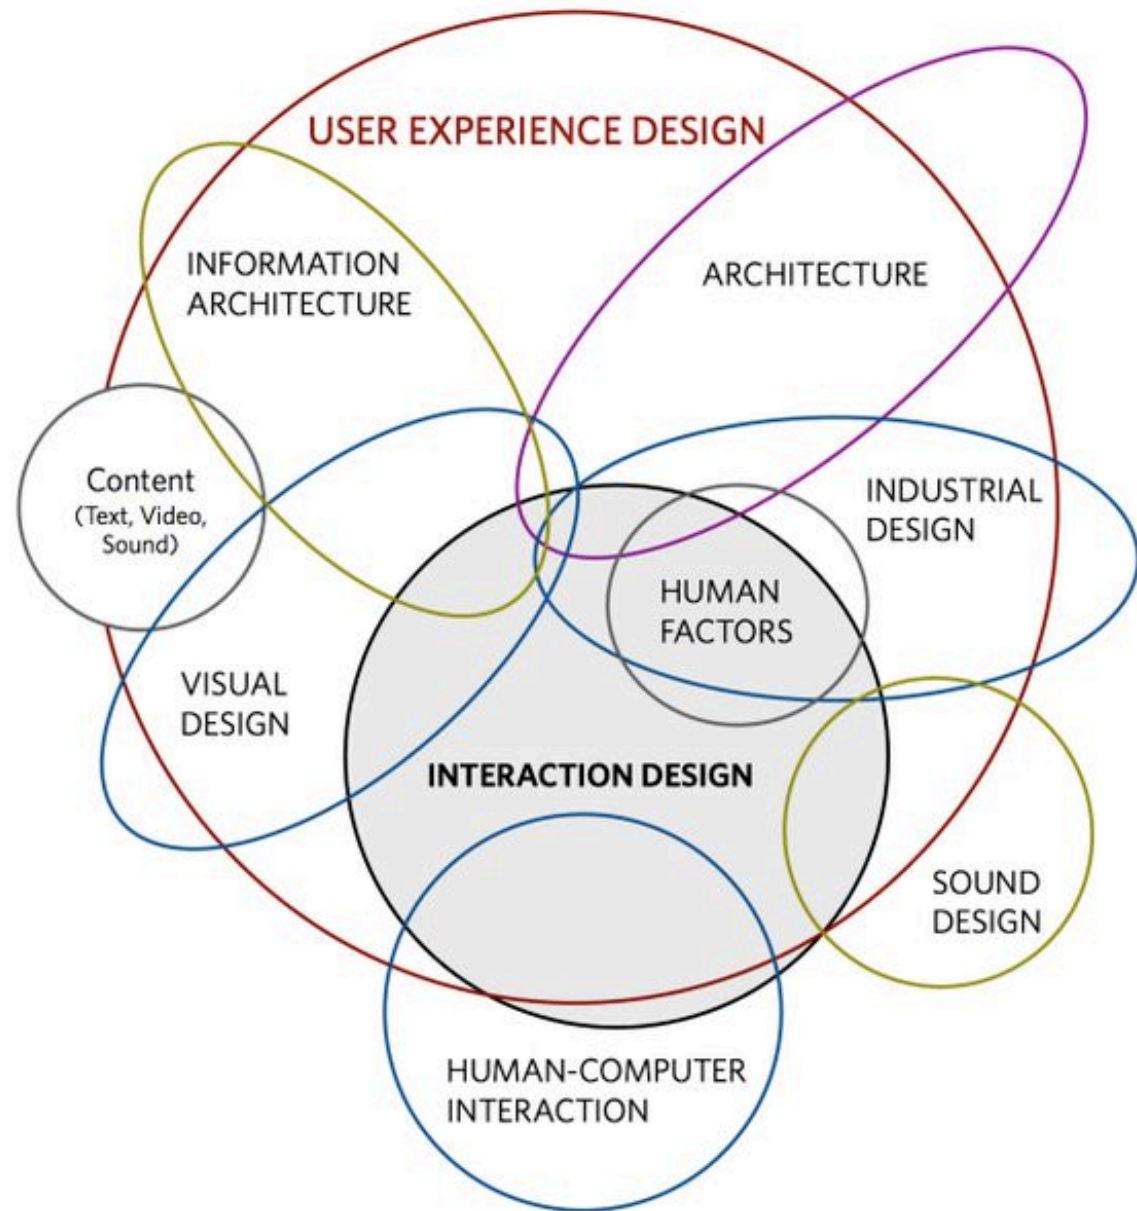 USER EXPERIENCE DESIGN
INFORMATION
ARCHITECTURE
ARCHITECTURE
Content
(Text, Video,
Sound)
INDUSTRIAL
DESIGN
HUMAN
FACTORS
VISUAL
DESIGN
INTERACTION DESIGN
SOUND
DESIGN
HUMAN-COMPUTER
INTERACTION